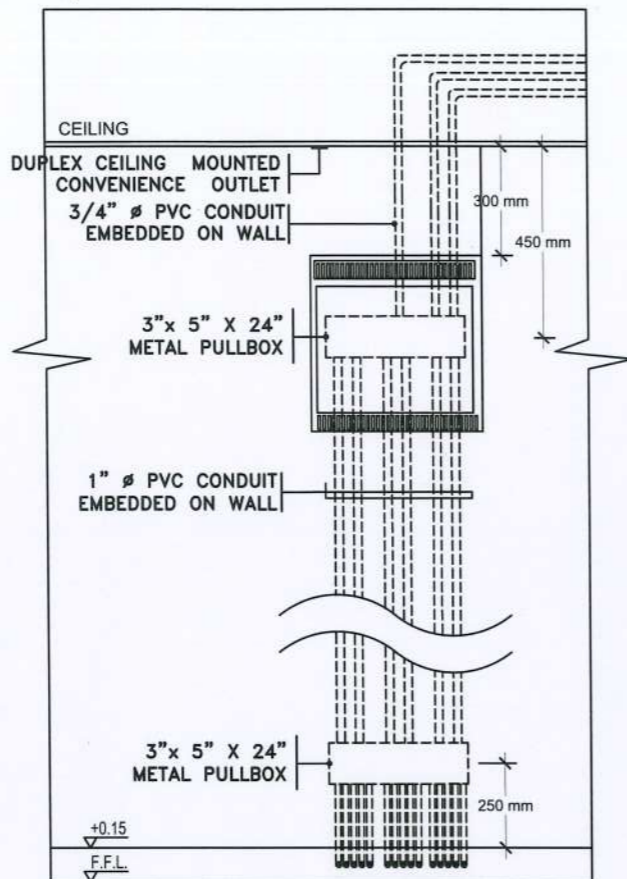 CEILING
DUPLEX CEILING MOUNTED
CONVENIENCE OUTLET
3/4" ø PVC CONDUIT
EMBEDDED ON WALL
300 mm
450 mm
3"x 5" X 24"
METAL PULLBOX
1" ø PVC CONDUIT
EMBEDDED ON WALL
3"x 5" X 24"
METAL PULLBOX
250 mm
+0.15
F.F.L.